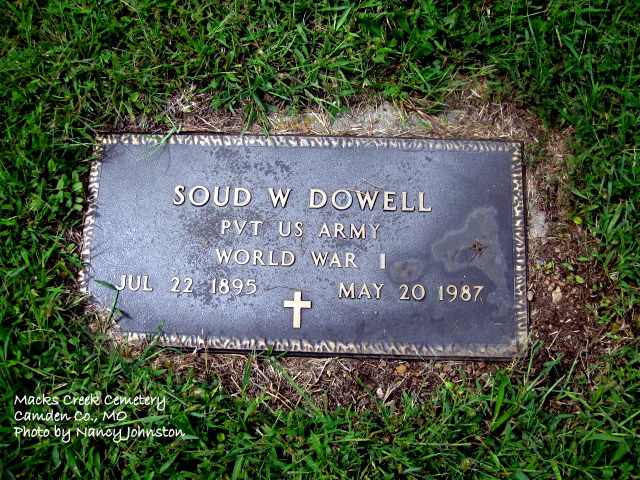 SOUD W DOWELL
PVT US ARMY
WORLD WAR I
JUL 22 1895 MAY 20 1987
Macks Creek Cemetery
Camden Co., MO
Photo by Nancy Johnston